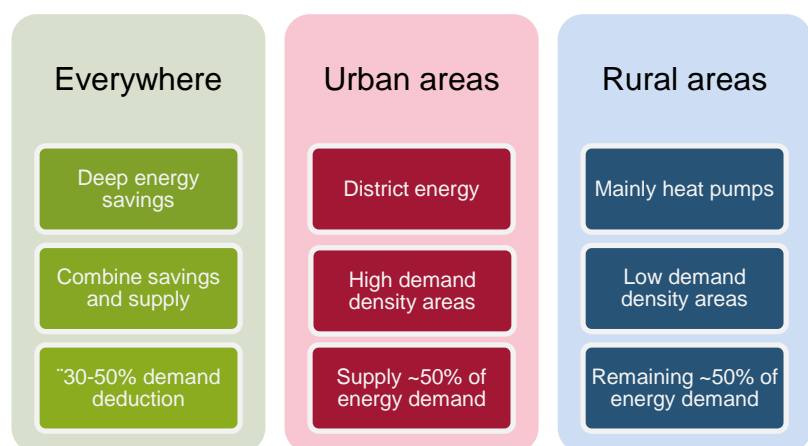 Everywhere
Deep energy
savings
Combine savings
and supply
¨30-50% demand
deduction
Urban areas
District energy
High demand
density areas
Supply ~50% of
energy demand
Rural areas
Mainly heat pumps
Low demand
density areas
Remaining ~50% of
energy demand